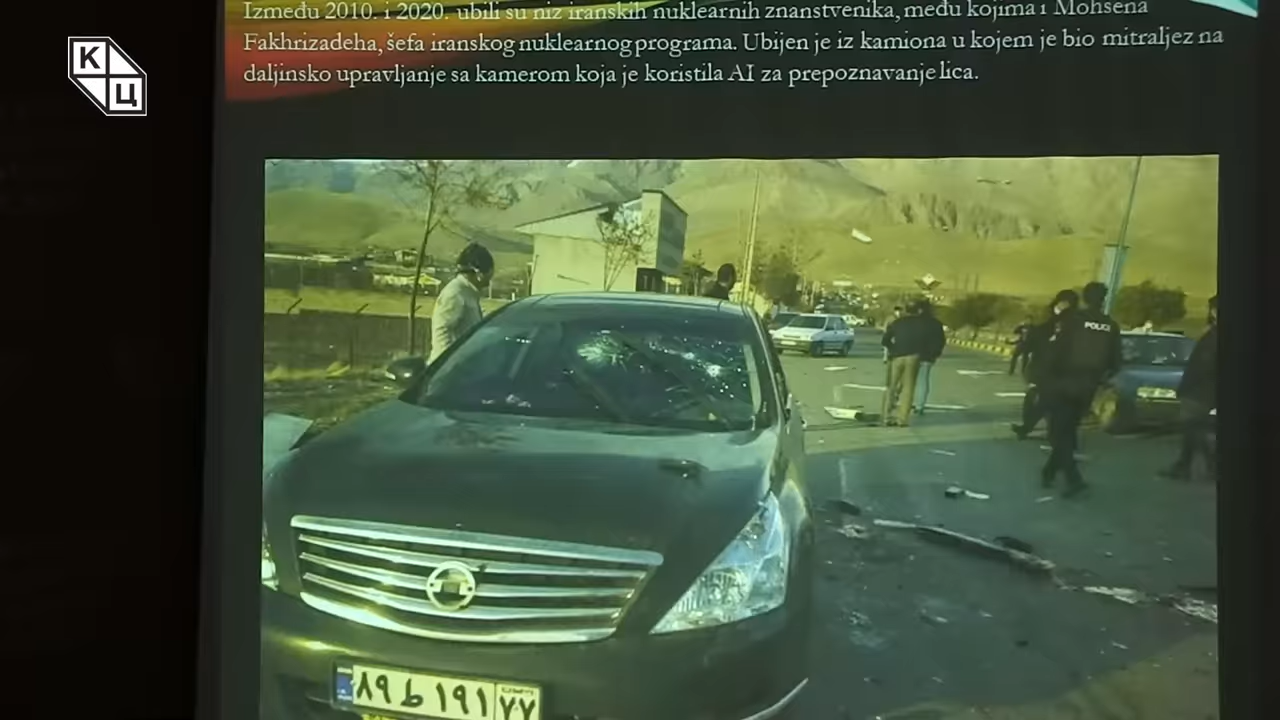 Između 2010. i 2020. ubili su niz iranskih nuklearnih znanstvenika, među kojima i Mohsena
Fakhrizadeha, šefa iranskog nuklearnog programa. Ubijen je iz kamiona u kojem je bio mitraljez na
daljinsko upravljanje sa kamerom koja je koristila AI za prepoznavanje lica.
К
Ц
POLICE
۸۹ ط ۱۹۱
۷۷